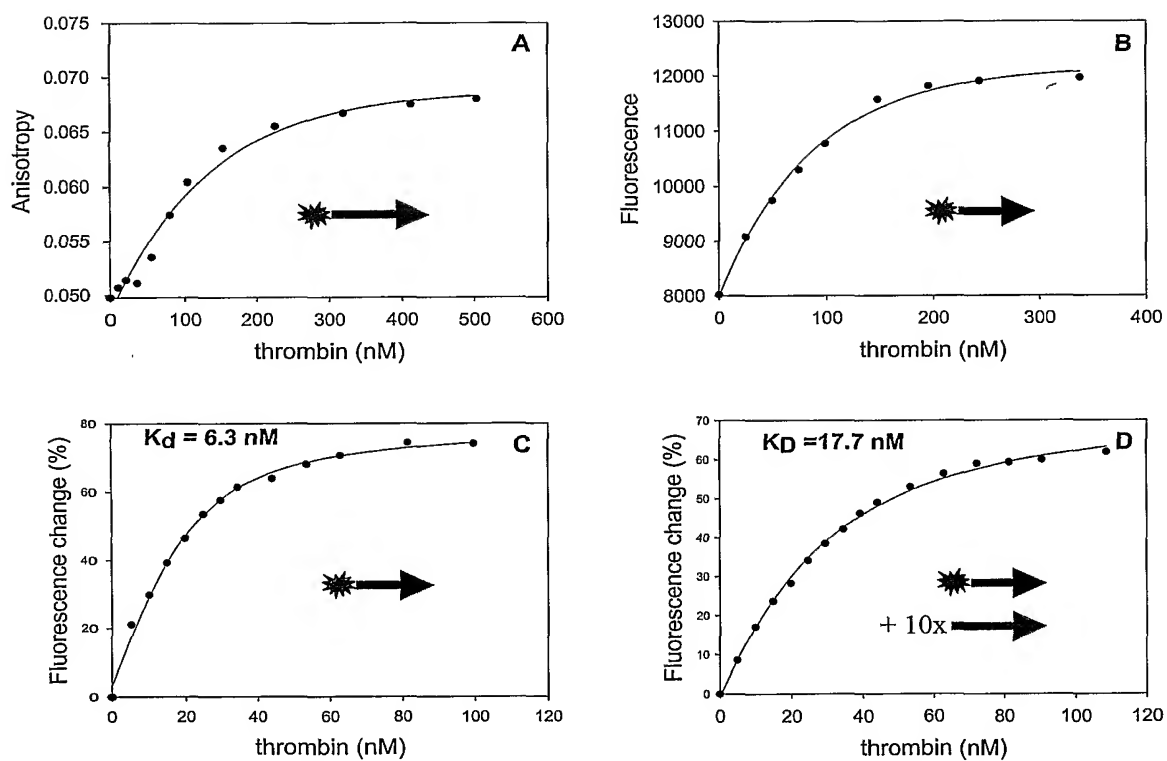 A
Anisotropy
0.075
0.070
0.065
0.060
0.055
0.050
0 100 200 300 400 500 600
thrombin (nM)
B
Fluorescence
13000
12000
11000
10000
9000
8000
0 100 200 300 400
thrombin (nM)
Kd = 6.3 nM
C
Fluorescence change (%)
80
60
40
20
0
0 20 40 60 80 100 120
thrombin (nM)
KD =17.7 nM
D
Fluorescence change (%)
70
60
50
40
30
20
10
0
+ 10x
0 20 40 60 80 100 120
thrombin (nM)